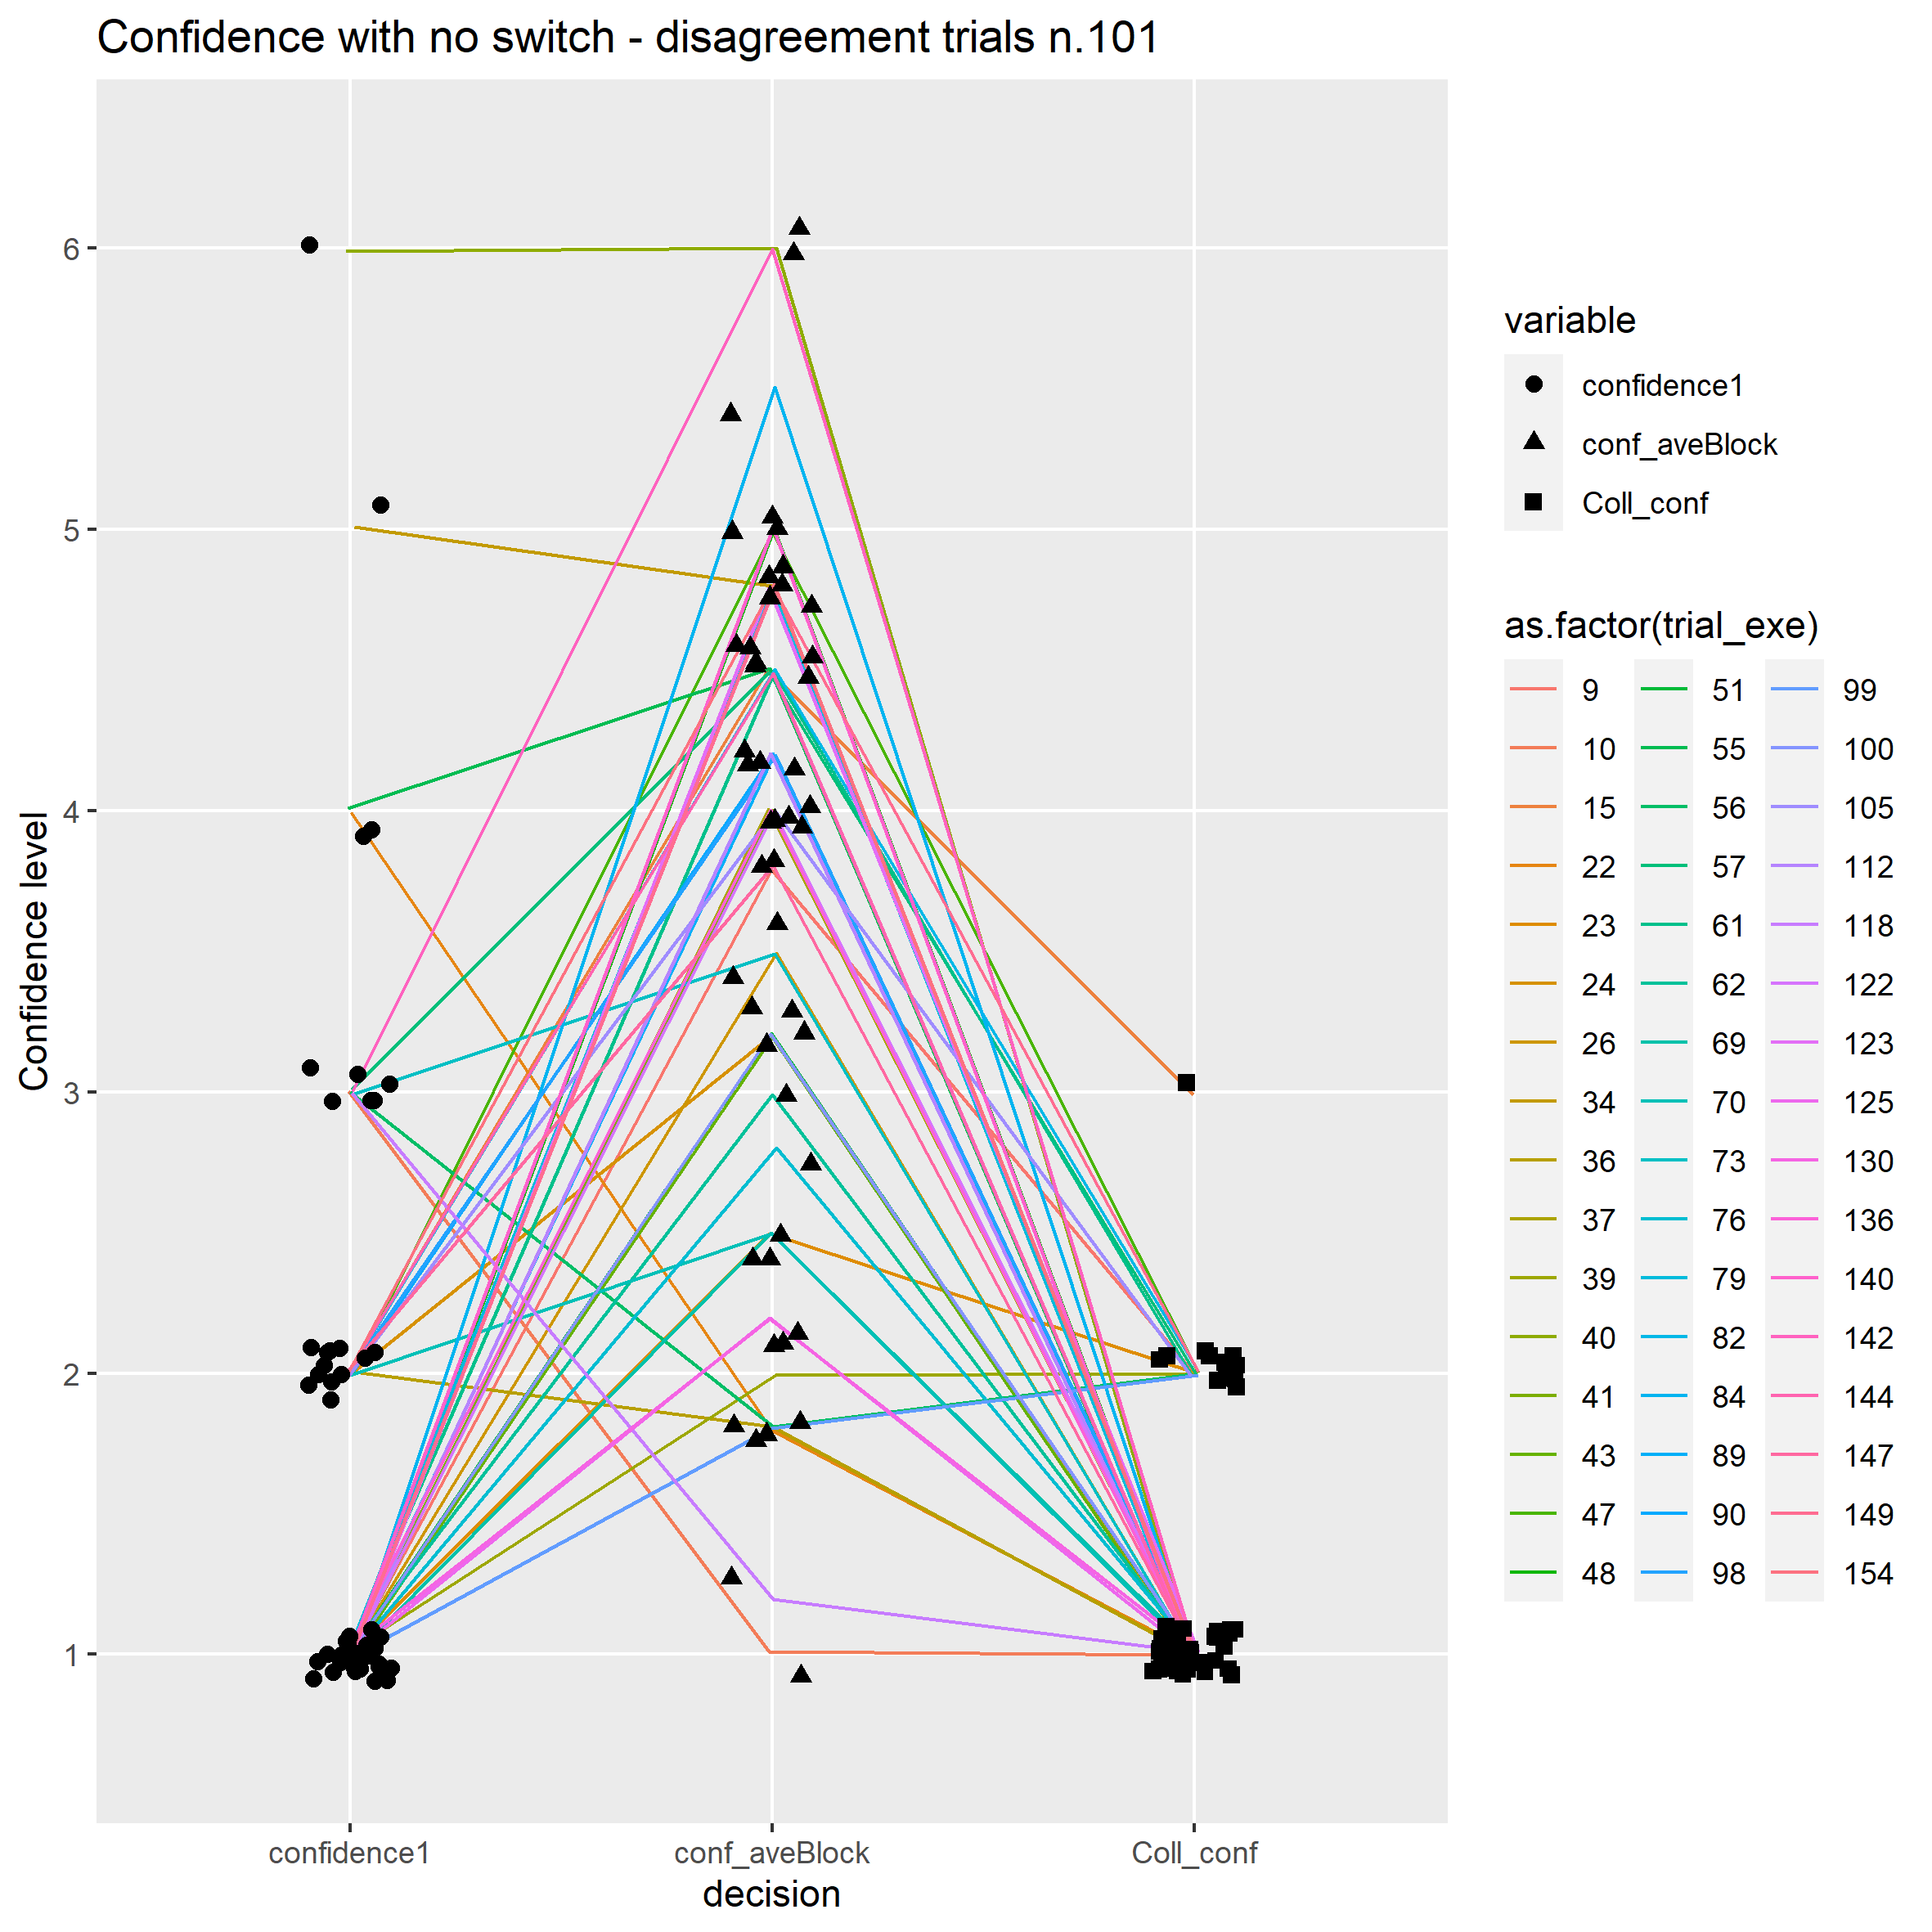 Confidence with no switch - disagreement trials n.101
Confidence level
6
5
4
3
2
1
confidence1 conf_aveBlock Coll_conf
decision
variable
confidence1
conf_aveBlock
Coll_conf
as.factor(trial_exe)
9 51 99
10 55 100
15 56 105
22 57 112
23 61 118
24 62 122
26 69 123
34 70 125
36 73 130
37 76 136
39 79 140
40 82 142
41 84 144
43 89 147
47 90 149
48 98 154